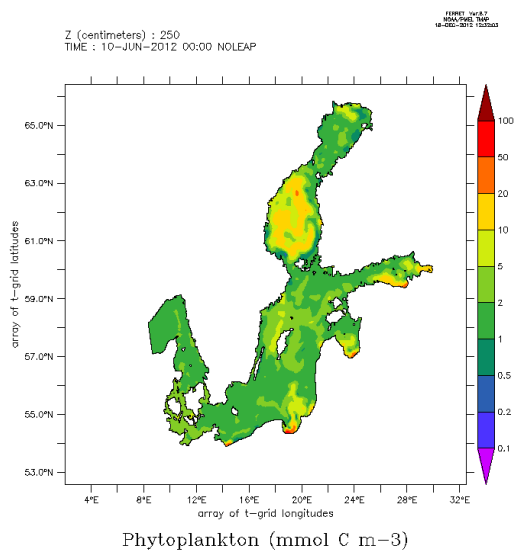 FERRET Ver.6.7
NOAA/PMEL TMAP
18-DEC-2012 12:32:03
Z (centimeters) : 250
TIME : 10-JUN-2012 00:00 NOLEAP
65.0°N
63.0°N
61.0°N
59.0°N
57.0°N
55.0°N
53.0°N
array of t-grid latitudes
100
50
20
10
5
2
1
0.5
0.2
0.1
4°E 8°E 12°E 16°E 20°E 24°E 28°E 32°E
array of t-grid longitudes
Phytoplankton (mmol C m-3)